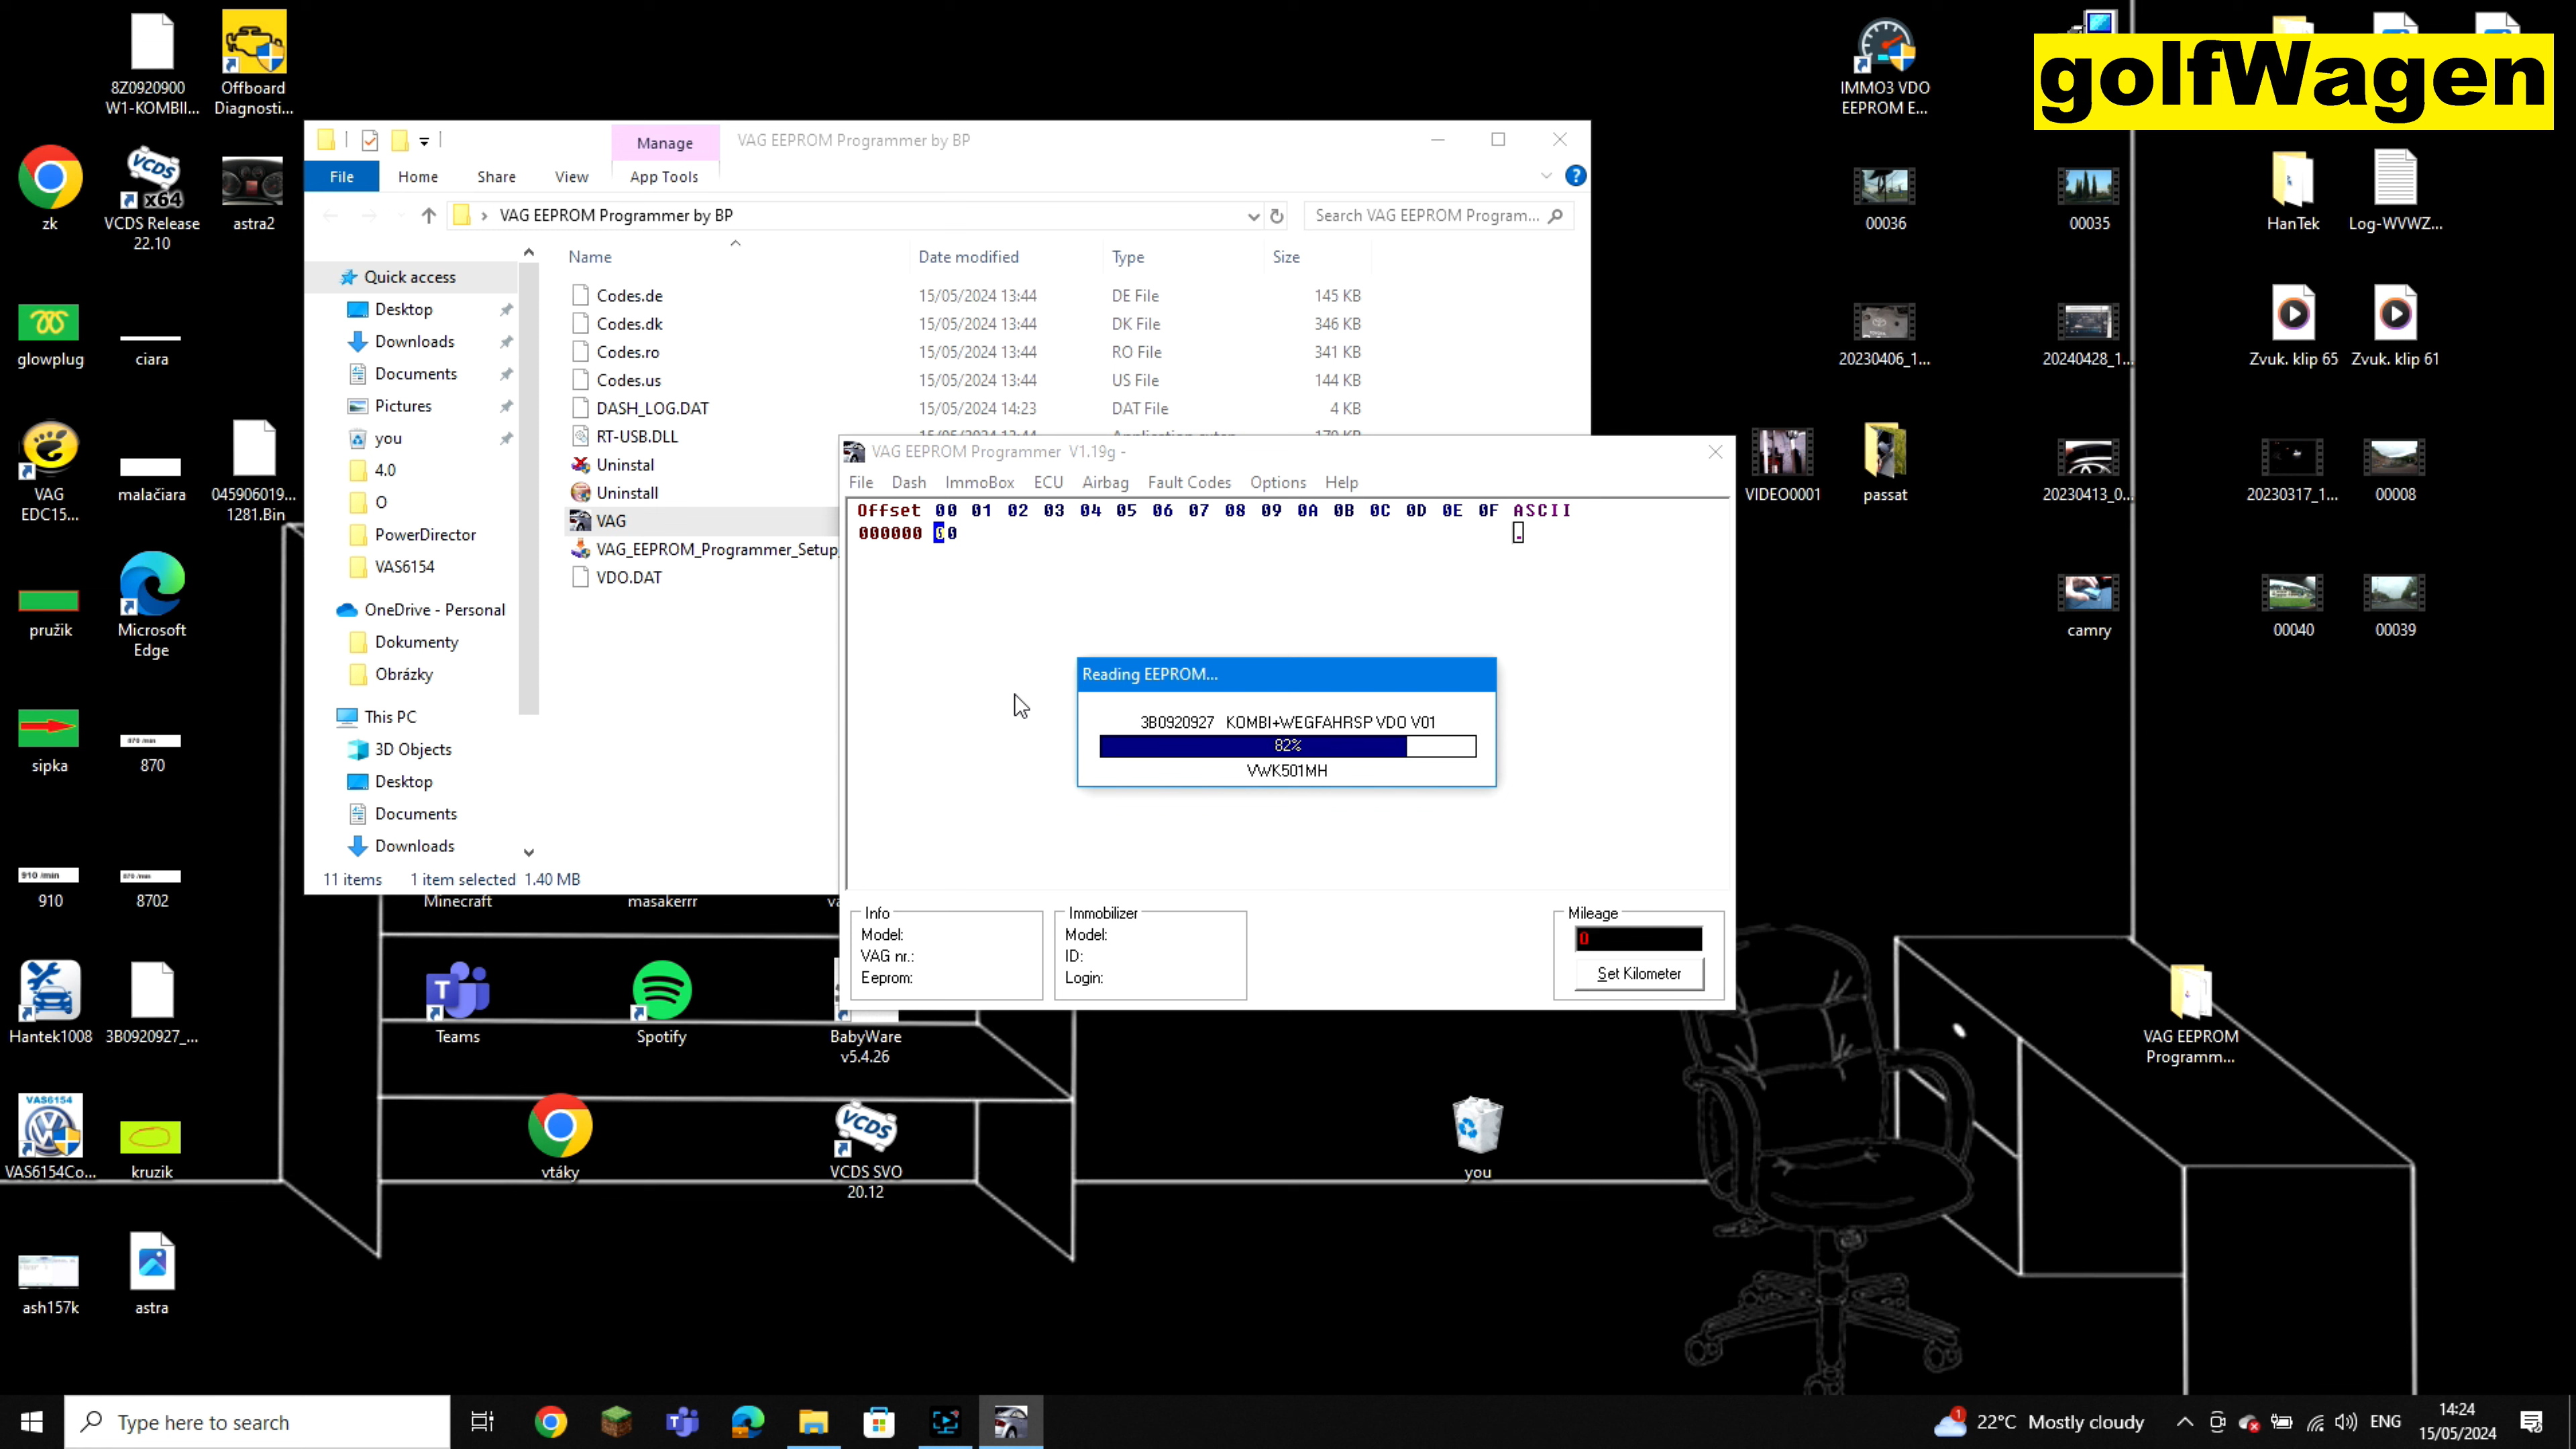 golfWagen
8Z0920900
W1-KOMBII...
Offboard
Diagnosti...
zk
VCDS
x64
VCDS Release
22.10
astra2
glowplug
ciara
VAG
EDC15...
malačiara
045906019...
1281.Bin
pružik
Microsoft
Edge
sipka
870 /min
870
910 /min
910
8702
Hantek1008
3B0920927_...
VAS6154
VAS6154Co...
kruzik
ash157k
astra
Manage
VAG EEPROM Programmer by BP
File
Home
Share
View
App Tools
VAG EEPROM Programmer by BP
Search VAG EEPROM Program...
Name
Date modified
Type
Size
Quick access
Desktop
Downloads
Documents
Pictures
you
4.0
O
PowerDirector
VAS6154
OneDrive - Personal
Dokumenty
Obrázky
This PC
3D Objects
Desktop
Documents
Downloads
Codes.de 15/05/2024 13:44 DE File 145 KB
Codes.dk 15/05/2024 13:44 DK File 346 KB
Codes.ro 15/05/2024 13:44 RO File 341 KB
Codes.us 15/05/2024 13:44 US File 144 KB
DASH_LOG.DAT 15/05/2024 14:23 DAT File 4 KB
RT-USB.DLL
Uninstal
Uninstall
VAG
VAG_EEPROM_Programmer_Setup
VDO.DAT
11 items 1 item selected 1.40 MB
VAG EEPROM Programmer V1.19g -
File Dash ImmoBox ECU Airbag Fault Codes Options Help
Offset 00 01 02 03 04 05 06 07 08 09 0A 0B 0C 0D 0E 0F ASCII
000000 00 .
Reading EEPROM...
3B0920927 KOMBI+WEGFAHRSP VDO V01
82%
VWK501MH
Info
Model:
VAG nr.:
Eeprom:
Immobilizer
Model:
ID:
Login:
Mileage
0
Set Kilometer
Minecraft
masakerrr
Teams
Spotify
BabyWare
v5.4.26
vtáky
VCDS
VCDS SVO
20.12
you
IMMO3 VDO
EEPROM E...
00036
00035
HanTek
Log-WVWZ...
20230406_1...
20240428_1...
Zvuk. klip 65
Zvuk. klip 61
VIDEO0001
passat
20230413_0...
20230317_1...
00008
camry
00040
00039
VAG EEPROM
Programm...
Type here to search
1
22°C Mostly cloudy
ENG
14:24
15/05/2024